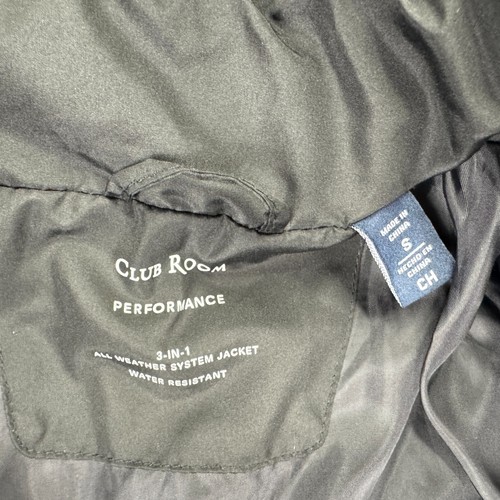 CLUB ROOM
PERFORMANCE
3-IN-1
ALL WEATHER SYSTEM JACKET
WATER RESISTANT
MADE IN
CHINA
S
HECHO EN
CHINA
CH